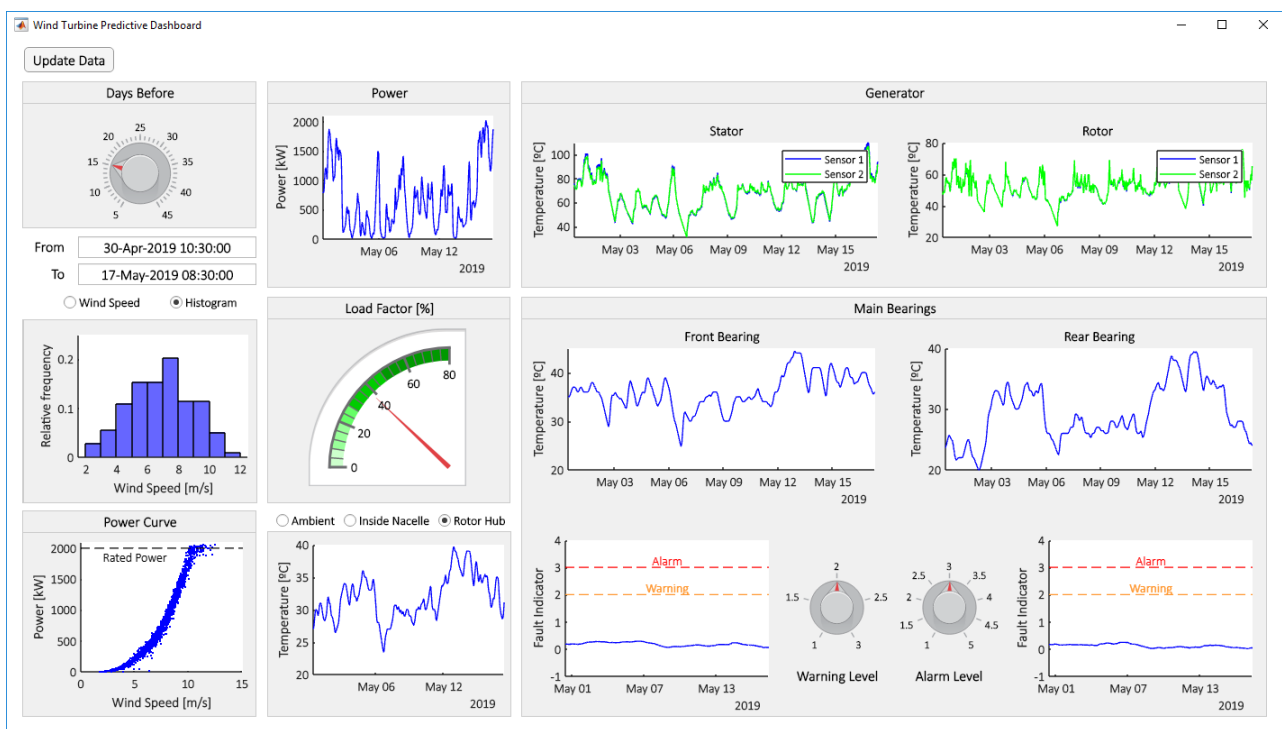 Wind Turbine Predictive Dashboard
Update Data
Days Before
5 10 15 20 25 30 35 40 45
From 30-Apr-2019 10:30:00
To 17-May-2019 08:30:00
Wind Speed Histogram
Relative frequency
0.2
0.1
0
2 4 6 8 10 12
Wind Speed [m/s]
Power Curve
Power [kW]
2000
1500
1000
500
0
Rated Power
0 5 10 15
Wind Speed [m/s]
Power
Power [kW]
2000
1500
1000
500
0
May 06 May 12
2019
Load Factor [%]
0 20 40 60 80
Ambient Inside Nacelle Rotor Hub
Temperature [ºC]
40
35
30
25
20
May 06 May 12
2019
Generator
Stator
Temperature [ºC]
100
80
60
40
Sensor 1
Sensor 2
May 03 May 06 May 09 May 12 May 15
2019
Rotor
Temperature [ºC]
80
60
40
20
Sensor 1
Sensor 2
May 03 May 06 May 09 May 12 May 15
2019
Main Bearings
Front Bearing
Temperature [ºC]
40
30
20
May 03 May 06 May 09 May 12 May 15
2019
Rear Bearing
Temperature [ºC]
40
30
20
May 03 May 06 May 09 May 12 May 15
2019
Fault Indicator
4
3
2
1
0
-1
Alarm
Warning
May 01 May 07 May 13
2019
1 1.5 2 2.5 3
Warning Level
1 1.5 2 2.5 3 3.5 4 4.5 5
Alarm Level
Fault Indicator
4
3
2
1
0
-1
Alarm
Warning
May 01 May 07 May 13
2019